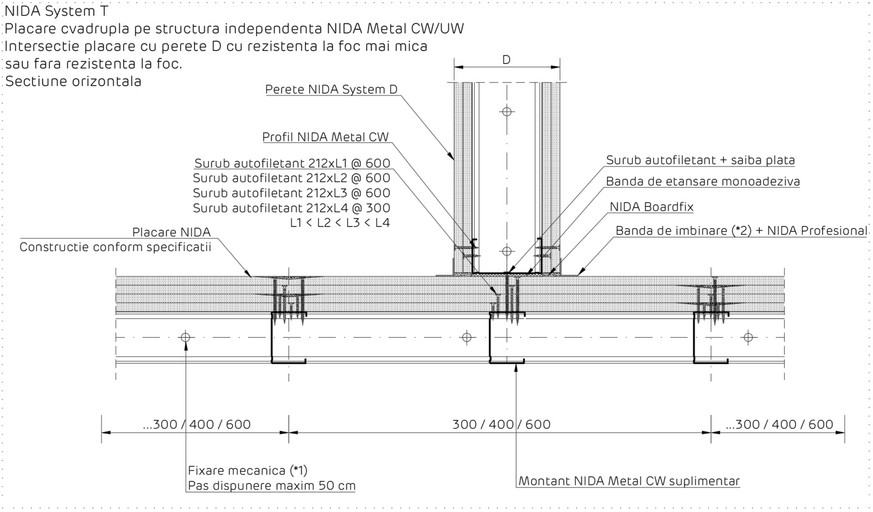 NIDA System T
Placare cvadrupla pe structura independenta NIDA Metal CW/UW
Intersectie placare cu perete D cu rezistenta la foc mai mica
sau fara rezistenta la foc.
Sectiune orizontala
D
Perete NIDA System D
Profil NIDA Metal CW
Surub autofiletant 212xL1 @ 600
Surub autofiletant 212xL2 @ 600
Surub autofiletant 212xL3 @ 600
Surub autofiletant 212xL4 @ 300
L1 < L2 < L3 < L4
Placare NIDA
Constructie conform specificatii
Surub autofiletant + saiba plata
Banda de etansare monoadeziva
NIDA Boardfix
Banda de imbinare (*2) + NIDA Profesional
...300 / 400 / 600
300 / 400 / 600
...300 / 400 / 600
Fixare mecanica (*1)
Pas dispunere maxim 50 cm
Montant NIDA Metal CW suplimentar